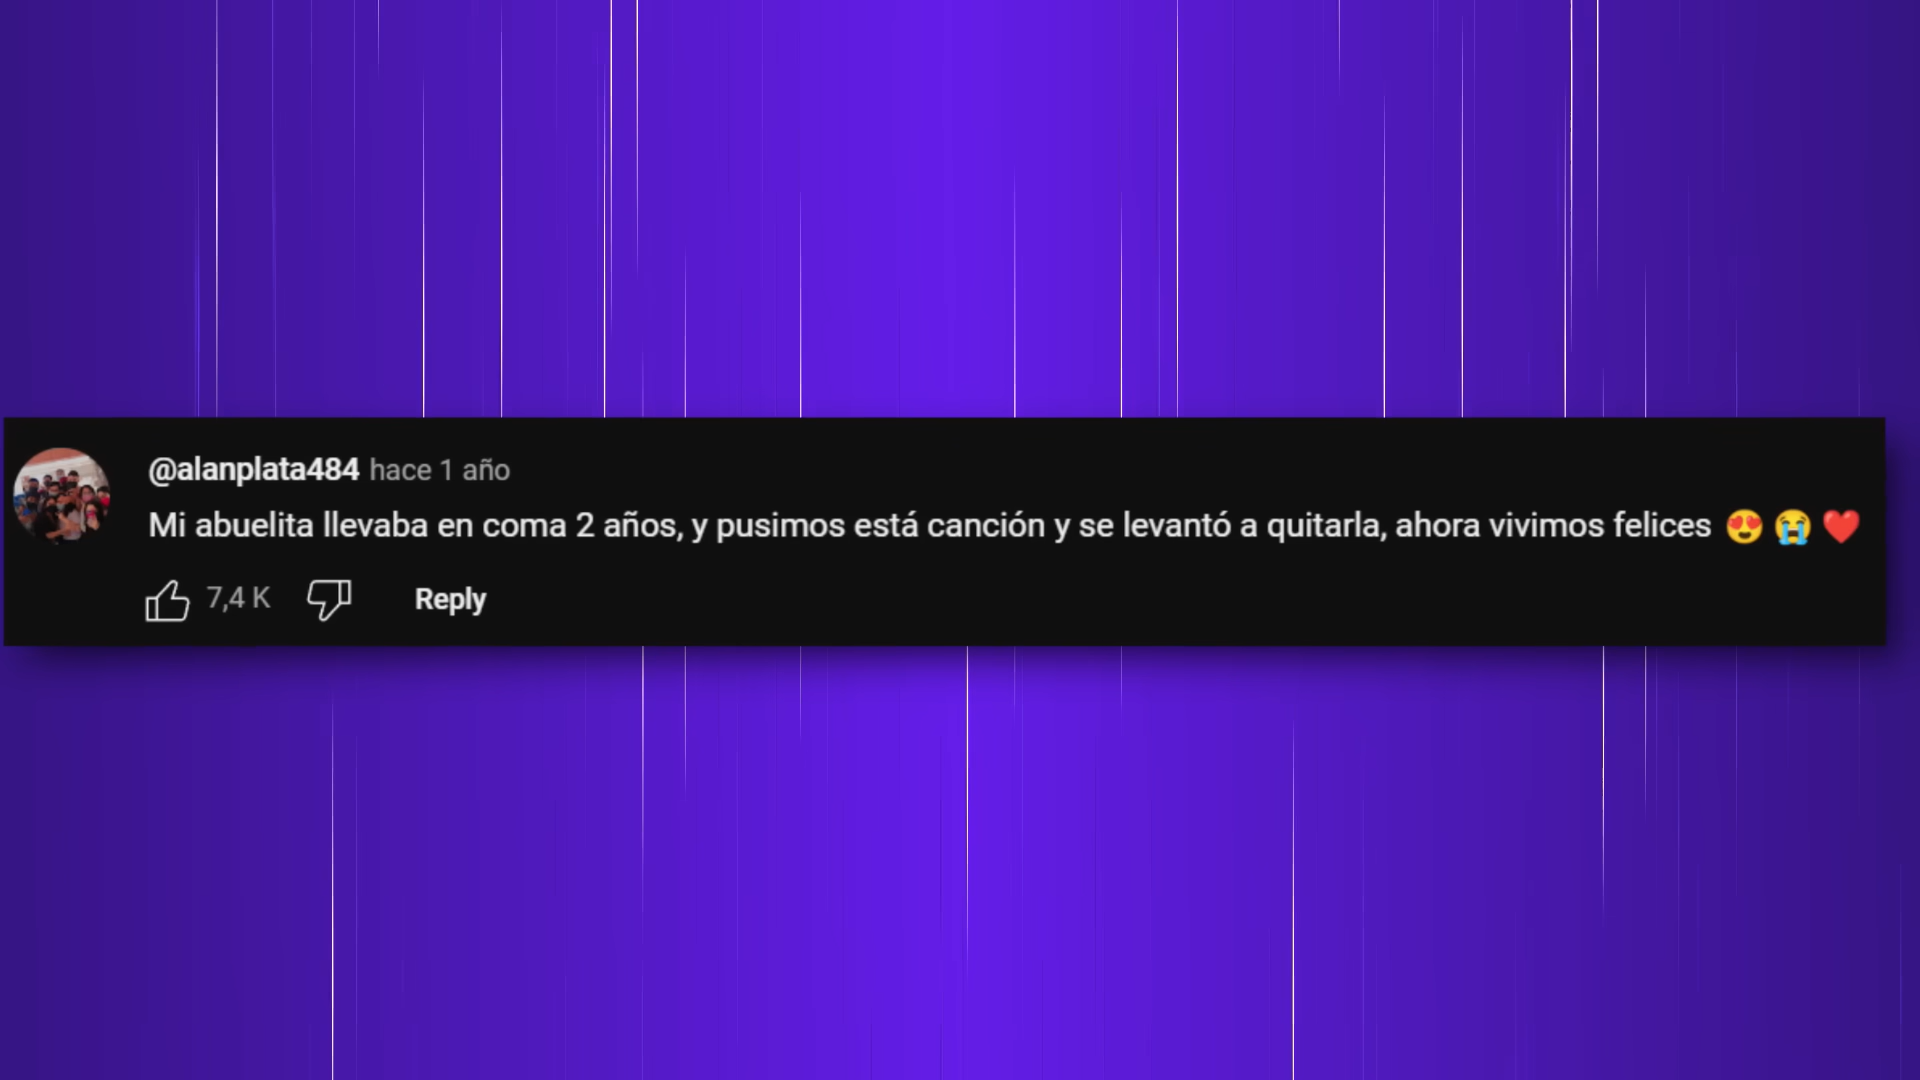 @alanplata484 hace 1 año
Mi abuelita llevaba en coma 2 años, y pusimos está canción y se levantó a quitarla, ahora vivimos felices 😍 😭 ❤️
7,4 K Reply